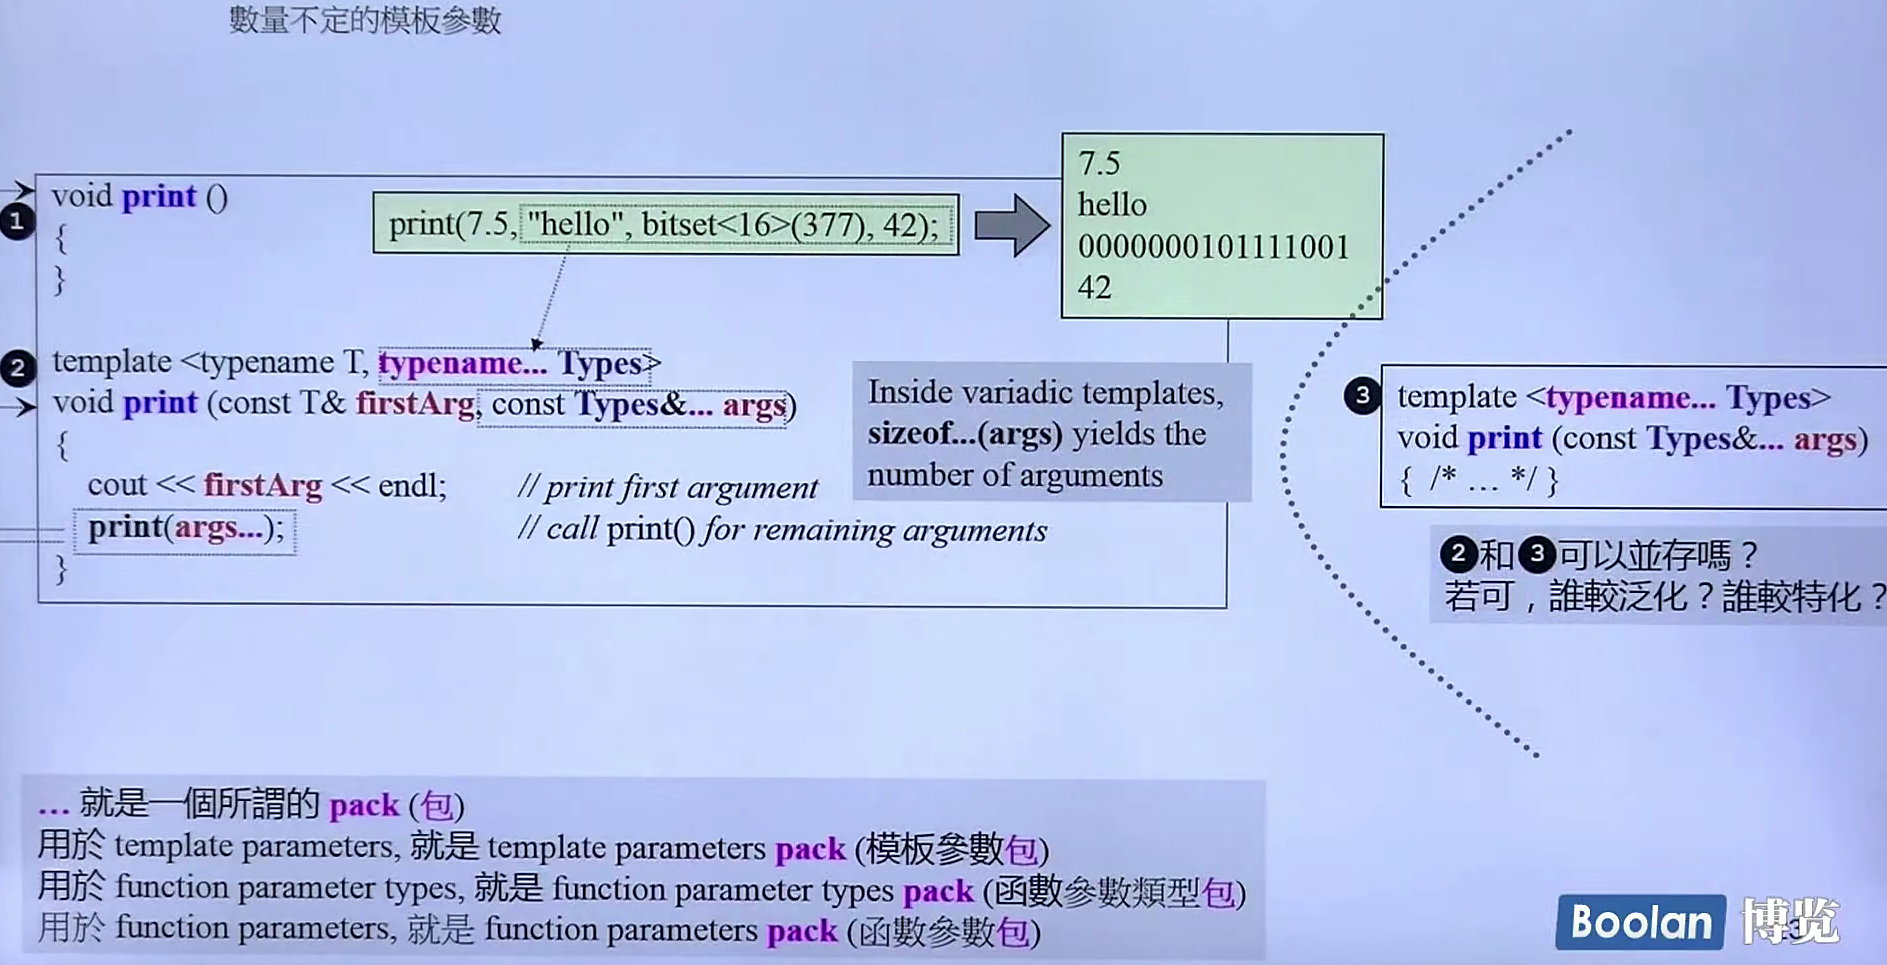 數量不定的模板參數
❶ void print ()
{
}
print(7.5, "hello", bitset<16>(377), 42);
7.5
hello
0000000101111001
42
❷ template <typename T, typename... Types>
void print (const T& firstArg, const Types&... args)
{
cout << firstArg << endl; // print first argument
print(args...); // call print() for remaining arguments
}
Inside variadic templates,
sizeof...(args) yields the
number of arguments
❸ template <typename... Types>
void print (const Types&... args)
{ /* ... */ }
❷和❸可以並存嗎？
若可，誰較泛化？誰較特化？
... 就是一個所謂的 pack (包)
用於 template parameters, 就是 template parameters pack (模板參數包)
用於 function parameter types, 就是 function parameter types pack (函數參數類型包)
用於 function parameters, 就是 function parameters pack (函數參數包)
Boolan 博览